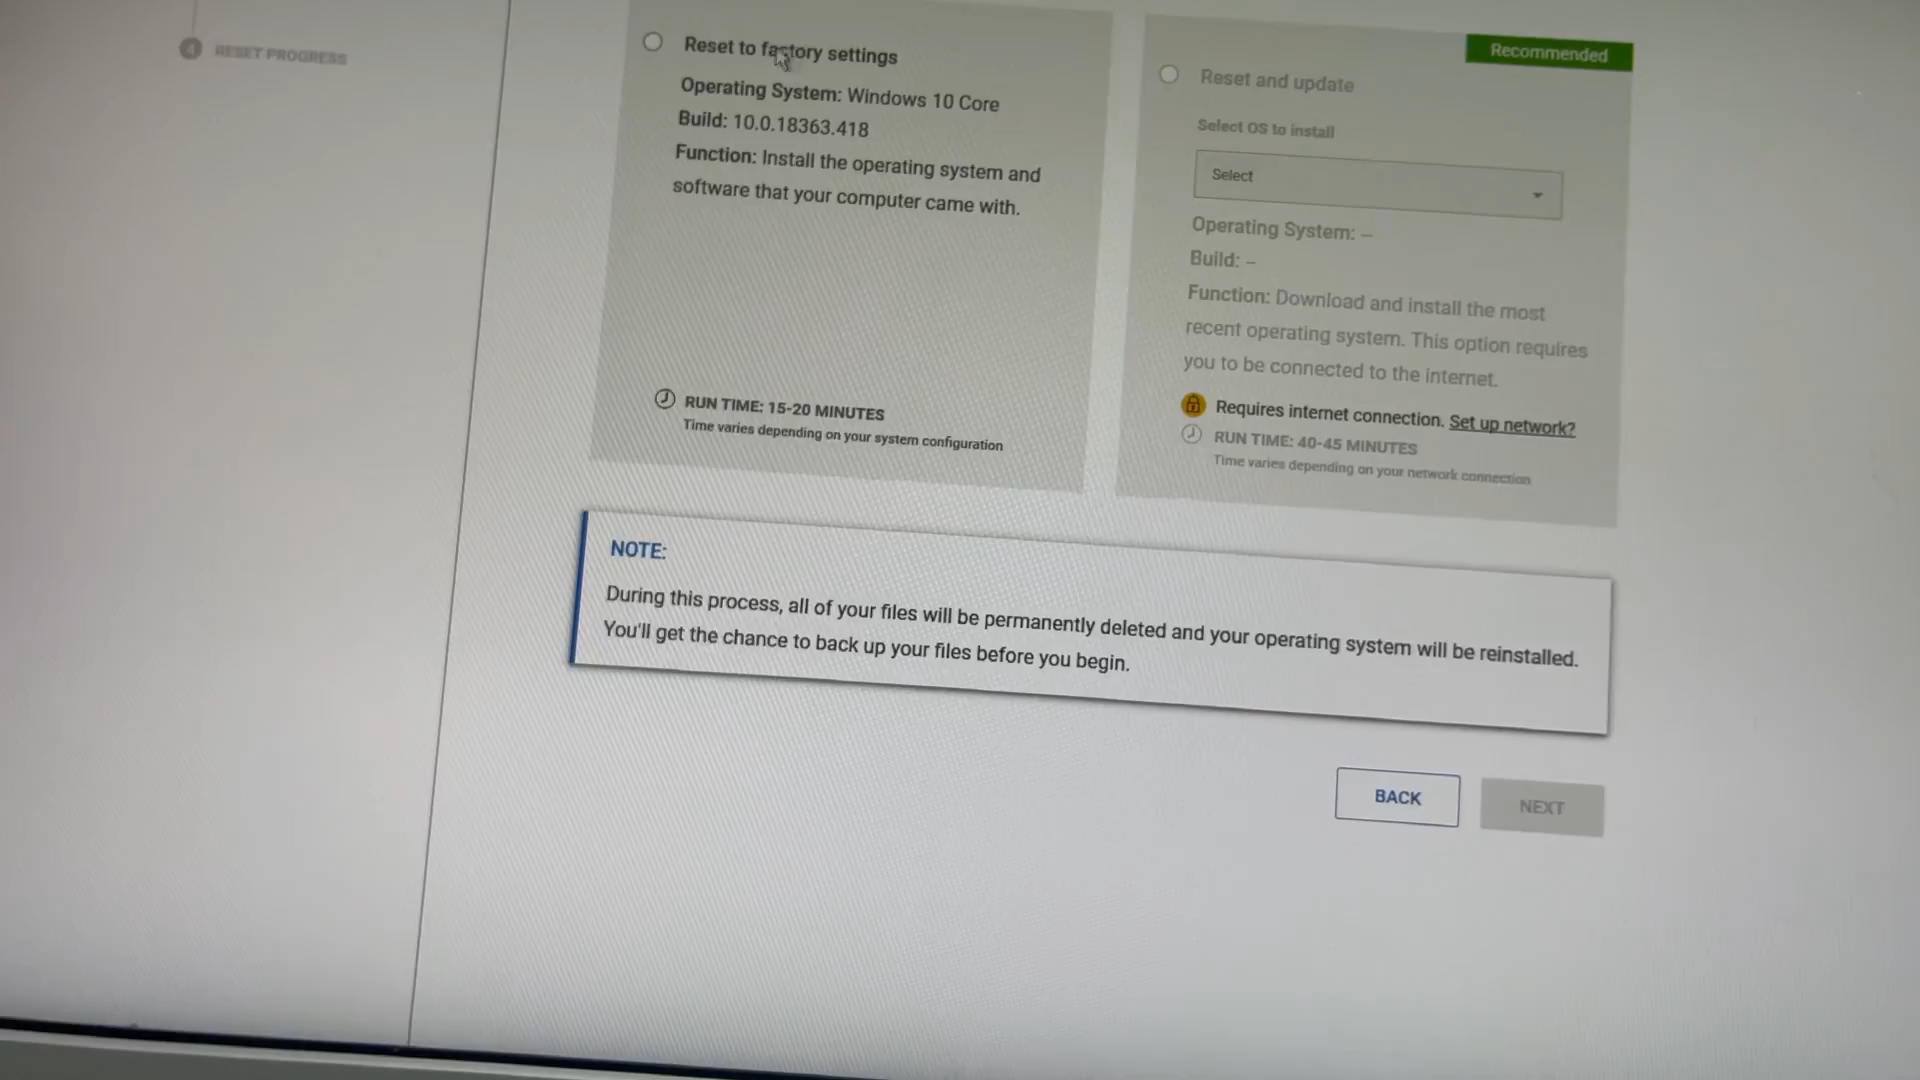 4 RESET PROGRESS
Reset to factory settings
Operating System: Windows 10 Core
Build: 10.0.18363.418
Function: Install the operating system and
software that your computer came with.
RUN TIME: 15-20 MINUTES
Time varies depending on your system configuration
Recommended
Reset and update
Select OS to install
Select
Operating System: –
Build: –
Function: Download and install the most
recent operating system. This option requires
you to be connected to the internet.
Requires internet connection. Set up network?
RUN TIME: 40-45 MINUTES
Time varies depending on your network connection
NOTE:
During this process, all of your files will be permanently deleted and your operating system will be reinstalled.
You'll get the chance to back up your files before you begin.
BACK
NEXT